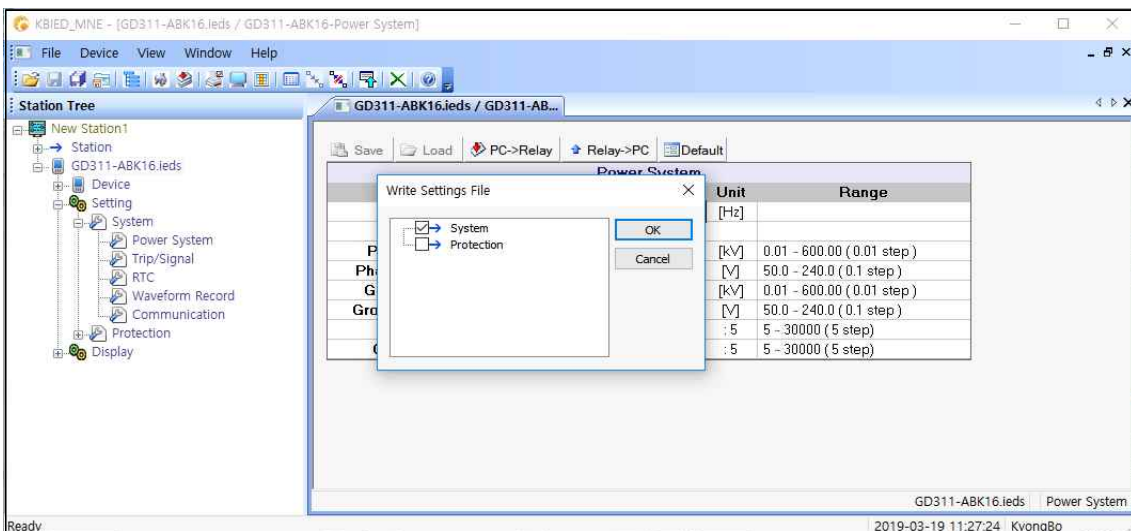 KBIED_MNE - [GD311-ABK16.ieds / GD311-ABK16-Power System]
File Device View Window Help
Station Tree
GD311-ABK16.ieds / GD311-AB...
New Station1
Station
GD311-ABK16.ieds
Device
Setting
System
Power System
Trip/Signal
RTC
Waveform Record
Communication
Protection
Display
Save Load PC->Relay Relay->PC Default
Power System
Unit Range
[Hz]
P [kV] 0.01 - 600.00 ( 0.01 step )
Ph [V] 50.0 - 240.0 ( 0.1 step )
G [kV] 0.01 - 600.00 ( 0.01 step )
Gro [V] 50.0 - 240.0 ( 0.1 step )
: 5 5 - 30000 ( 5 step)
: 5 5 - 30000 ( 5 step)
Write Settings File
System
Protection
OK
Cancel
GD311-ABK16.ieds Power System
Ready 2019-03-19 11:27:24 KyongBo